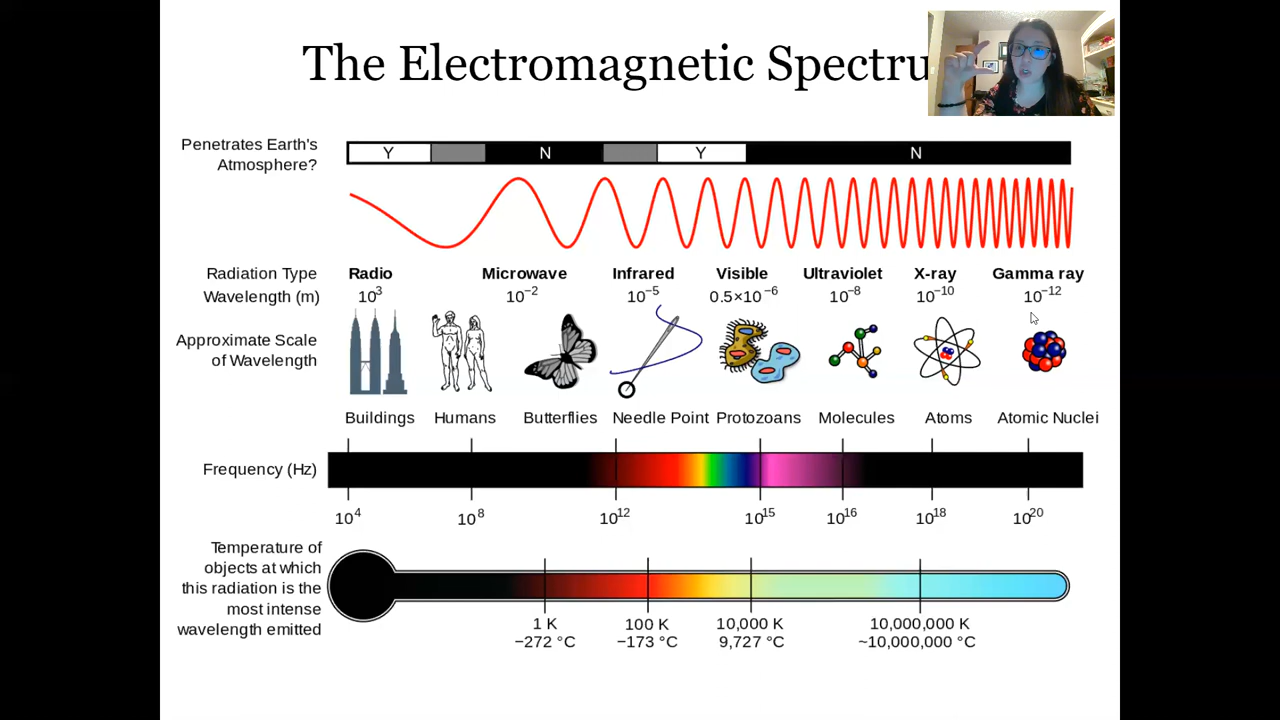 The Electromagnetic Spectru
Penetrates Earth's
Atmosphere?
Y N Y N
Radiation Type Radio Microwave Infrared Visible Ultraviolet X-ray Gamma ray
Wavelength (m) 10³ 10⁻² 10⁻⁵ 0.5×10⁻⁶ 10⁻⁸ 10⁻¹⁰ 10⁻¹²
Approximate Scale
of Wavelength
Buildings Humans Butterflies Needle Point Protozoans Molecules Atoms Atomic Nuclei
Frequency (Hz)
10⁴ 10⁸ 10¹² 10¹⁵ 10¹⁶ 10¹⁸ 10²⁰
Temperature of
objects at which
this radiation is the
most intense
wavelength emitted
1 K 100 K 10,000 K 10,000,000 K
−272 °C −173 °C 9,727 °C ~10,000,000 °C